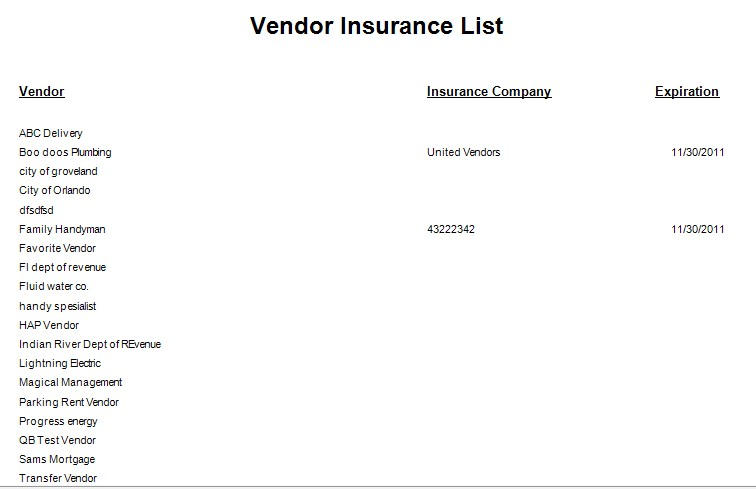 Vendor Insurance List
Vendor Insurance Company Expiration
ABC Delivery
Boo doos Plumbing United Vendors 11/30/2011
city of groveland
City of Orlando
dfsdfsd
Family Handyman 43222342 11/30/2011
Favorite Vendor
Fl dept of revenue
Fluid water co.
handy spesialist
HAP Vendor
Indian River Dept of REvenue
Lightning Electric
Magical Management
Parking Rent Vendor
Progress energy
QB Test Vendor
Sams Mortgage
Transfer Vendor